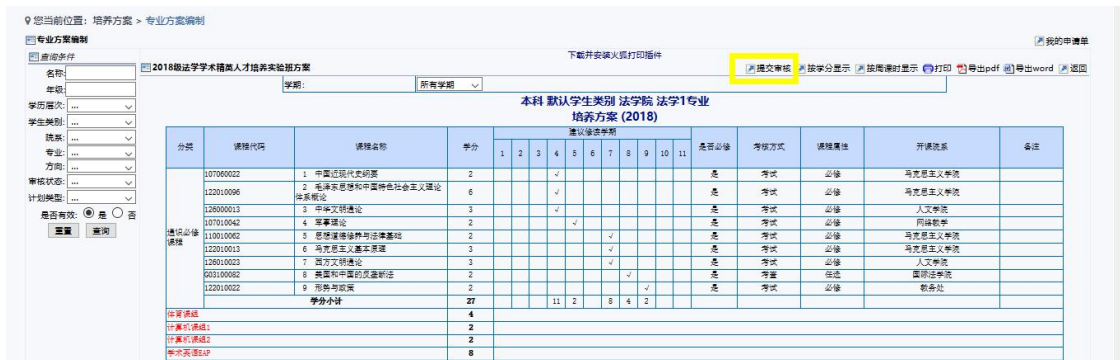 您当前位置：培养方案 > 专业方案编制
专业方案编制
我的申请单
查询条件
名称:
年级:
学历层次: ...
学生类别: ...
院系: ...
专业: ...
方向: ...
审核状态: ...
计划类型: ...
是否有效: 是 否
重置 查询
下载并安装火狐打印插件
2018级法学学术精英人才培养实验班方案
提交审核 按学分显示 按周课时显示 打印 导出pdf 导出word 返回
学期: 所有学期
本科 默认学生类别 法学院 法学1专业
培养方案 (2018)
分类 课程代码 课程名称 学分 建议修读学期 是否必修 考核方式 课程属性 开课院系 备注
1 2 3 4 5 6 7 8 9 10 11
通识必修课程
107060022 1 中国近现代史纲要 2 √ 是 考试 必修 马克思主义学院
122010096 2 毛泽东思想和中国特色社会主义理论体系概论 6 √ 是 考试 必修 马克思主义学院
126000013 3 中华文明通论 3 √ 是 考试 必修 人文学院
107010042 4 军事理论 2 √ 是 考试 必修 网络教学
110010062 5 思想道德修养与法律基础 2 √ 是 考试 必修 马克思主义学院
122010013 6 马克思主义基本原理 3 √ 是 考试 必修 马克思主义学院
126010023 7 西方文明通论 3 √ 是 考试 必修 人文学院
G03100082 8 美国和中国的反垄断法 2 √ 是 考查 任选 国际法学院
122010022 9 形势与政策 2 √ 是 考试 必修 教务处
学分小计 27 11 2 8 4 2
体育课组 4
计算机课组1 2
计算机课组2 2
学术英语EAP 8